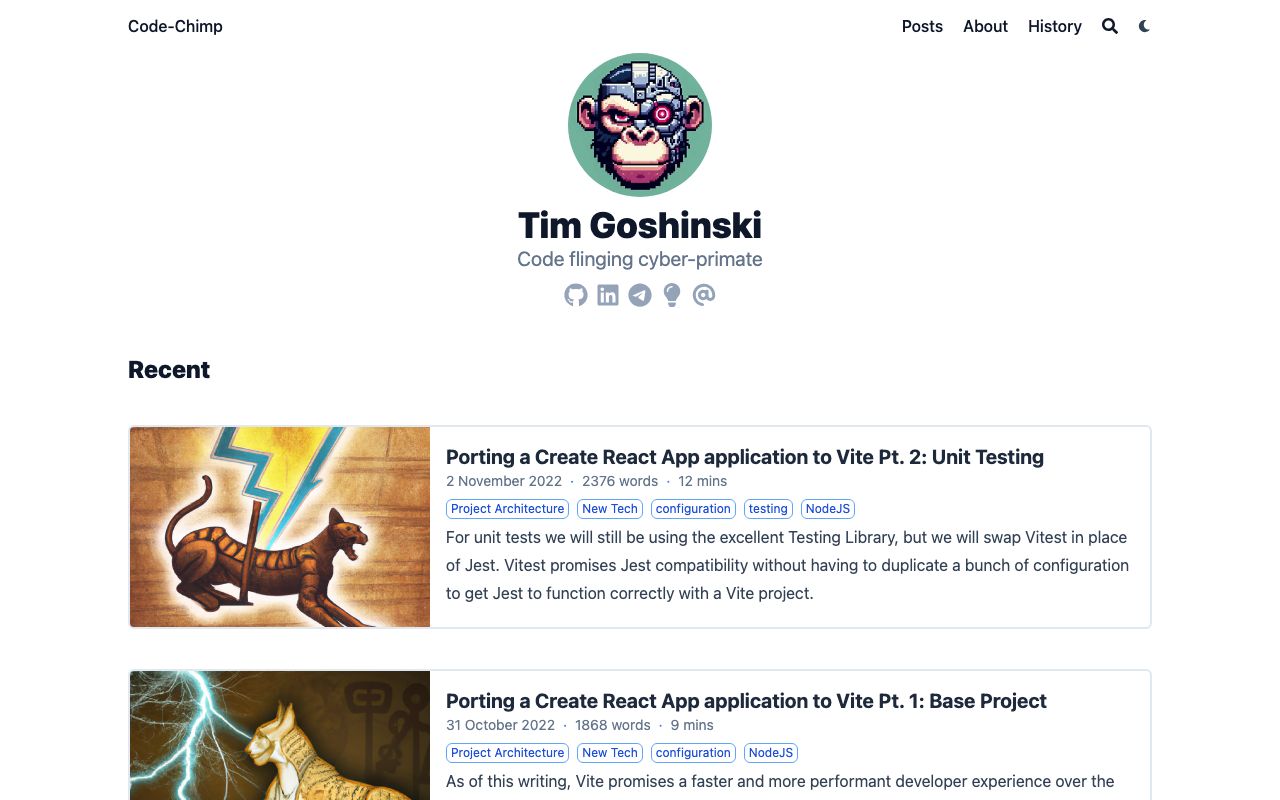 Code-Chimp
Posts About History
Tim Goshinski
Code flinging cyber-primate
Recent
Porting a Create React App application to Vite Pt. 2: Unit Testing
2 November 2022 · 2376 words · 12 mins
Project Architecture New Tech configuration testing NodeJS
For unit tests we will still be using the excellent Testing Library, but we will swap Vitest in place
of Jest. Vitest promises Jest compatibility without having to duplicate a bunch of configuration
to get Jest to function correctly with a Vite project.
Porting a Create React App application to Vite Pt. 1: Base Project
31 October 2022 · 1868 words · 9 mins
Project Architecture New Tech configuration NodeJS
As of this writing, Vite promises a faster and more performant developer experience over the